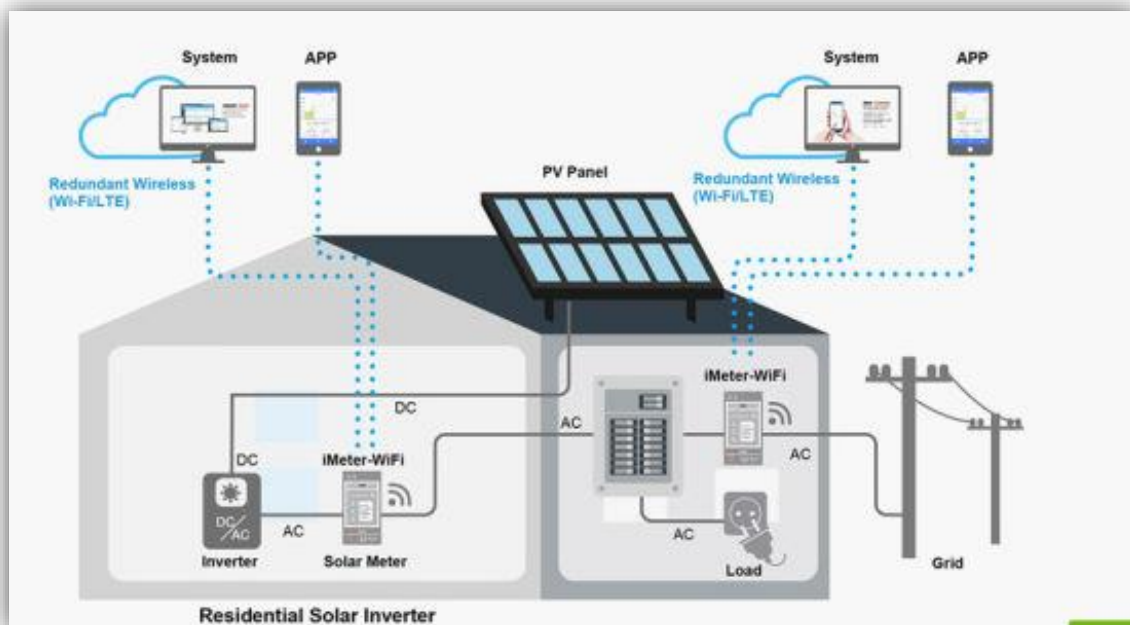 System
APP
System
APP
Redundant Wireless
(Wi-Fi/LTE)
PV Panel
Redundant Wireless
(Wi-Fi/LTE)
iMeter-WiFi
DC
AC
AC
DC
iMeter-WiFi
DC/AC
AC
AC
Inverter
Solar Meter
Load
Grid
Residential Solar Inverter